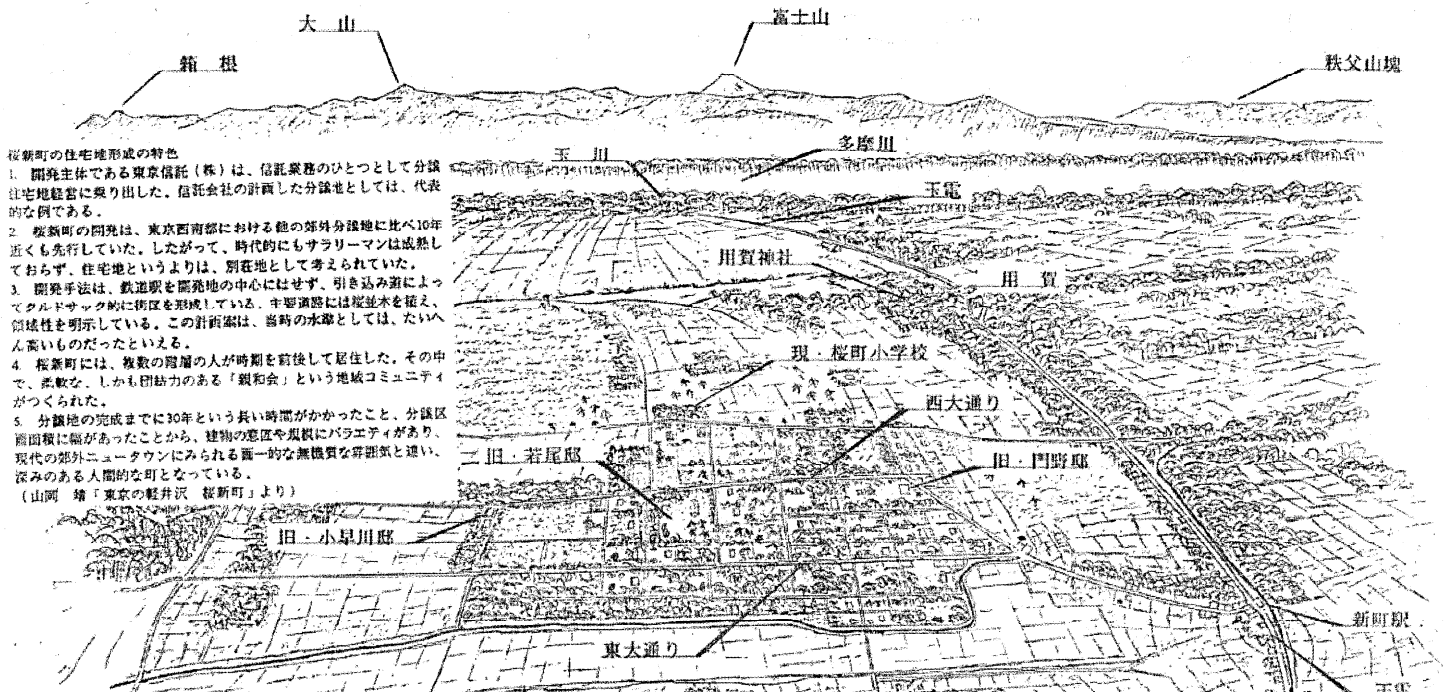 富士山
大 山
箱 根
秩父山塊
桜新町の住宅地形成の特色
1. 開発主体である東京信託(株)は、信託業務のひとつとして分譲
住宅地経営に乗り出した。信託会社の計画した分譲地としては、代表
的な例である。
2. 桜新町の開発は、東京西南部における他の郊外分譲地に比べ10年
近くも先行していた。したがって、時代的にもサラリーマンは成熟し
ておらず、住宅地というよりは、別荘地として考えられていた。
3. 開発手法は、鉄道駅を開発地の中心にはせず、引き込み道によっ
てクルドサック的に街区を形成している。主要道路には桜並木を植え、
領域性を明示している。この計画案は、当時の水準としては、たいへ
ん高いものだったといえる。
4. 桜新町には、複数の階層の人が時期を前後して居住した。その中
で、柔軟な、しかも団結力のある「親和会」という地域コミュニティ
がつくられた。
5. 分譲地の完成までに30年という長い時間がかかったこと、分譲区
画面積に幅があったことから、建物の意匠や規模にバラエティがあり、
現代の郊外ニュータウンにみられる画一的な無機質な雰囲気と違い、
深みのある人間的な町となっている。
(山岡 靖「東京の軽井沢 桜新町」より)
玉 川
多摩川
玉電
用賀神社
用 賀
現・桜町小学校
西大通り
旧・若尾邸
旧・門野邸
旧・小早川邸
新町駅
東大通り
玉電